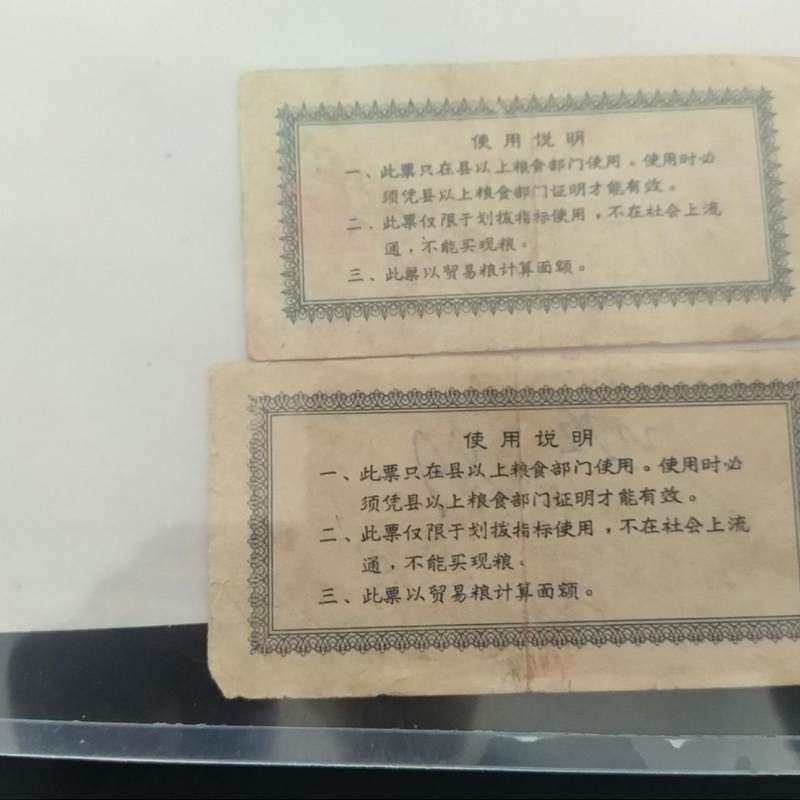 使用说明
一、此票只在县以上粮食部门使用。使用时必
须凭县以上粮食部门证明才能有效。
二、此票仅限于划拨指标使用,不在社会上流
通,不能买现粮。
三、此票以贸易粮计算面额。
使用说明
一、此票只在县以上粮食部门使用。使用时必
须凭县以上粮食部门证明才能有效。
二、此票仅限于划拨指标使用,不在社会上流
通,不能买现粮。
三、此票以贸易粮计算面额。